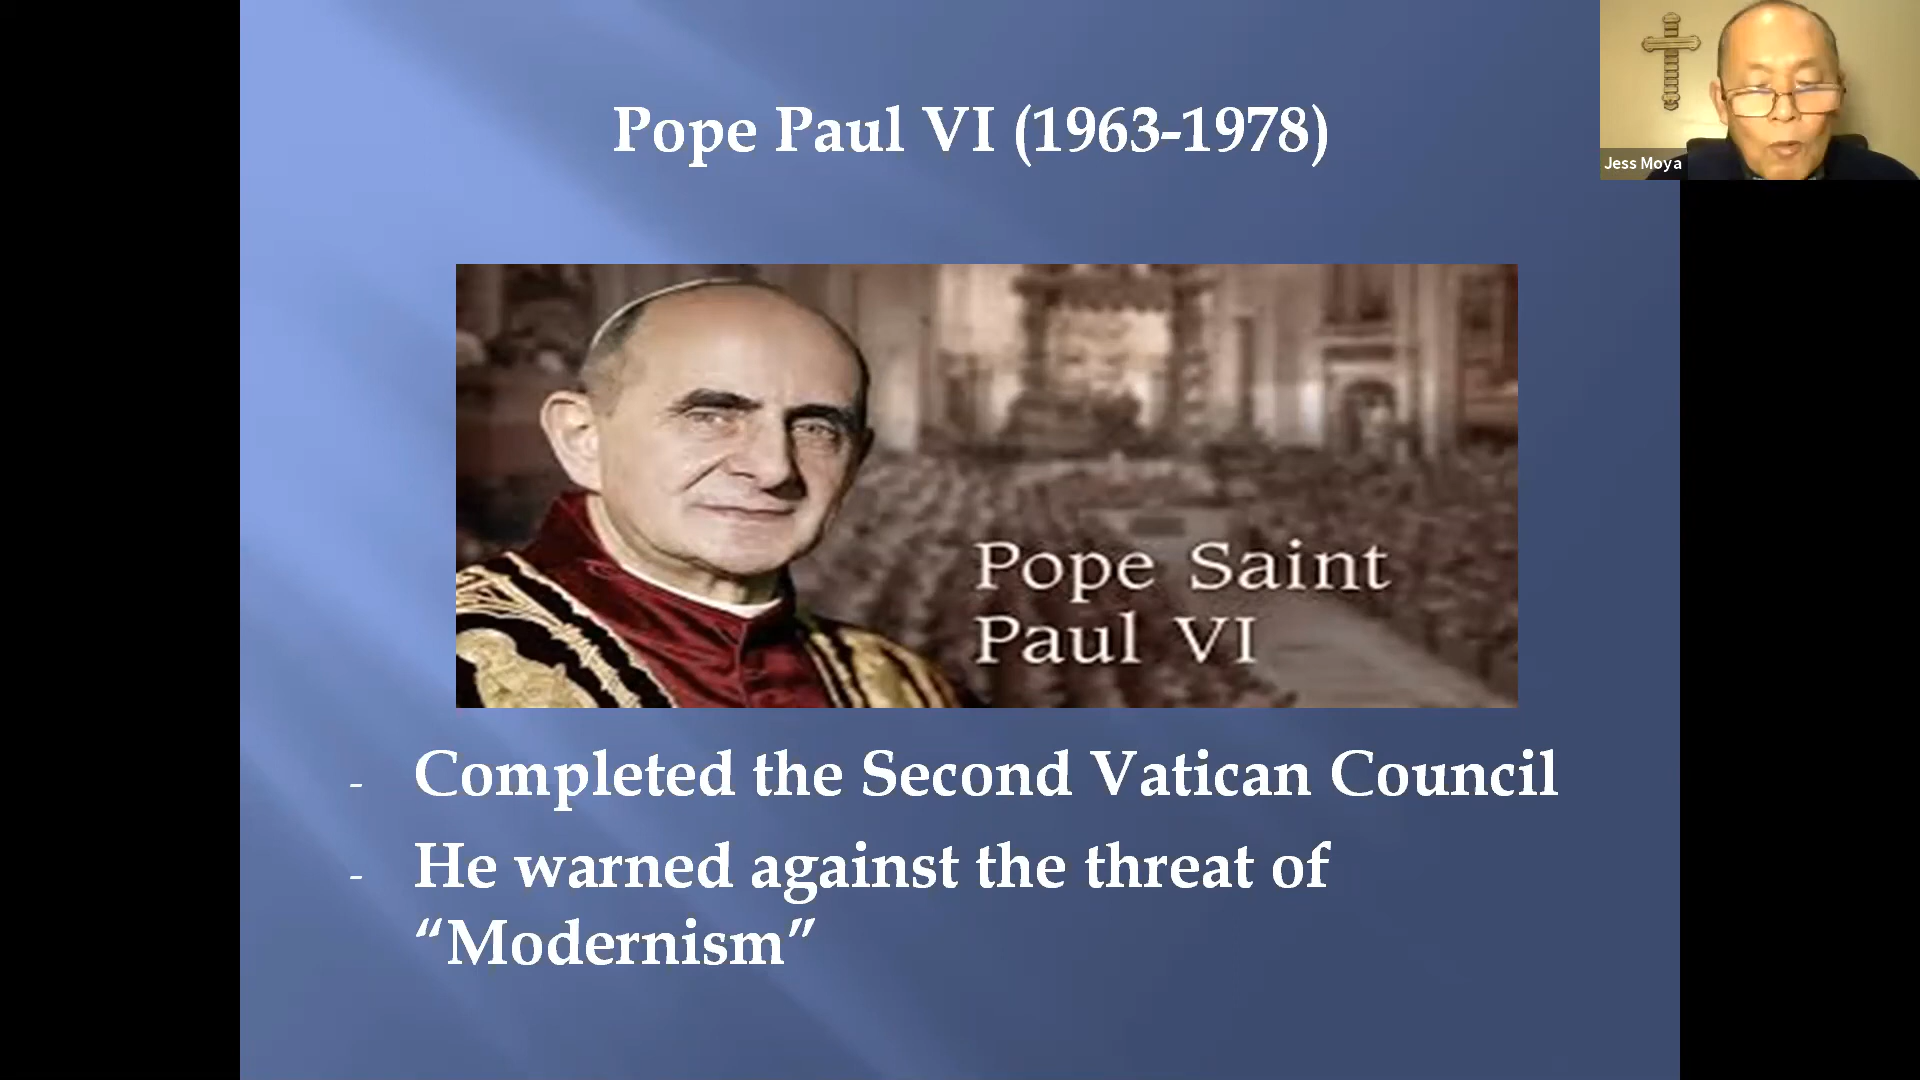 Pope Paul VI (1963-1978)
Jess Moya
Pope Saint
Paul VI
- Completed the Second Vatican Council
- He warned against the threat of
“Modernism”